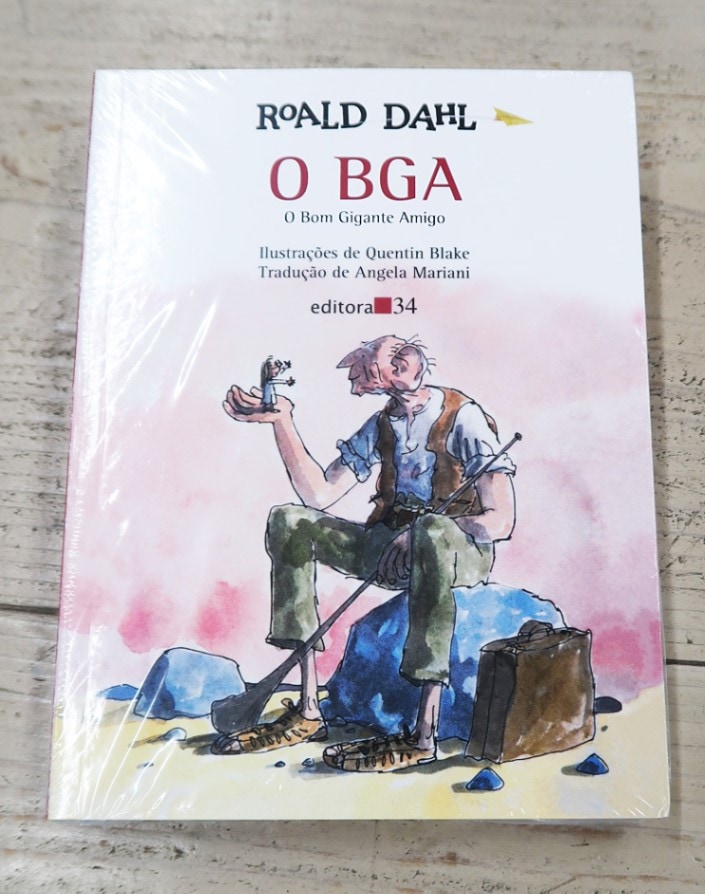 ROALD DAHL
O BGA
O Bom Gigante Amigo
Ilustrações de Quentin Blake
Tradução de Angela Mariani
editora 34